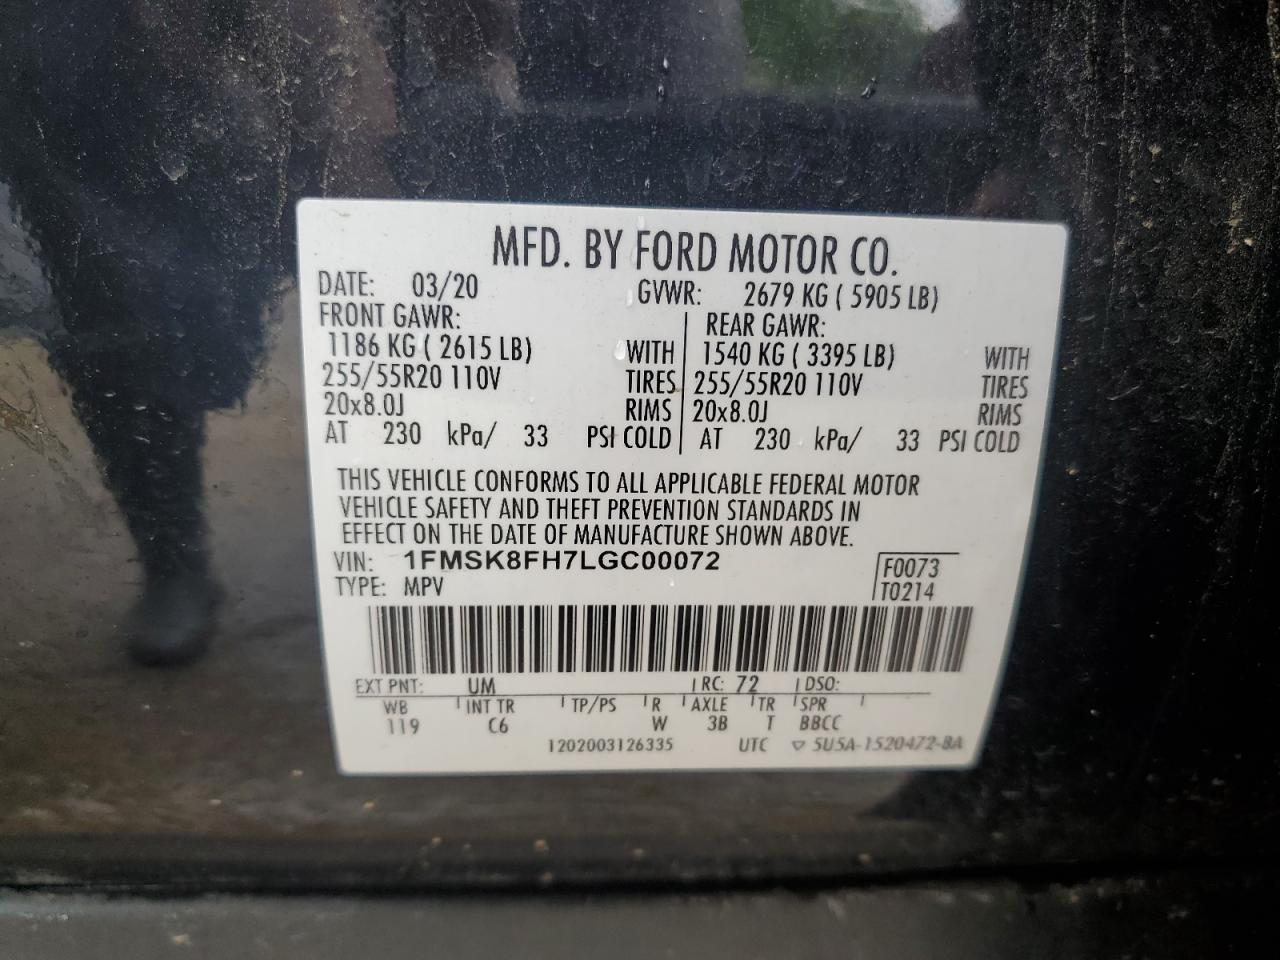 MFD. BY FORD MOTOR CO.
DATE: 03/20 GVWR: 2679 KG ( 5905 LB)
FRONT GAWR: REAR GAWR:
1186 KG ( 2615 LB) WITH 1540 KG ( 3395 LB) WITH
255/55R20 110V TIRES 255/55R20 110V TIRES
20x8.0J RIMS 20x8.0J RIMS
AT 230 kPa/ 33 PSI COLD AT 230 kPa/ 33 PSI COLD
THIS VEHICLE CONFORMS TO ALL APPLICABLE FEDERAL MOTOR
VEHICLE SAFETY AND THEFT PREVENTION STANDARDS IN
EFFECT ON THE DATE OF MANUFACTURE SHOWN ABOVE.
VIN: 1FMSK8FH7LGC00072 F0073
TYPE: MPV T0214
EXT PNT: UM RC: 72 DSO:
WB INT TR TP/PS R AXLE TR SPR
119 C6 W 3B T BBCC
1202003126335 UTC ▽ 5U5A-1520472-BA